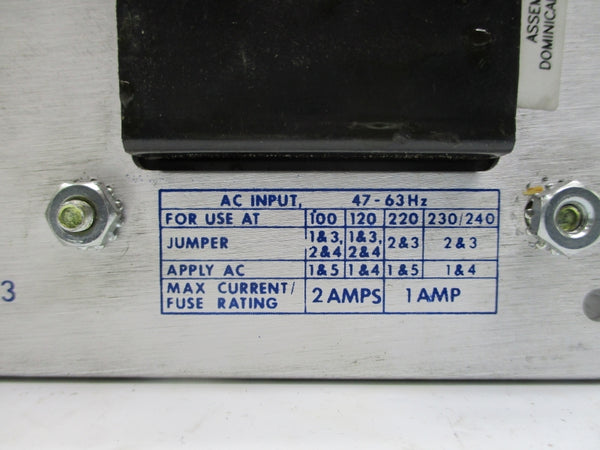 ASSEM
DOMINICA
AC INPUT, 47-63Hz
FOR USE AT 100 120 220 230/240
JUMPER 1&3, 2&4 1&3, 2&4 2&3 2&3
APPLY AC 1&5 1&4 1&5 1&4
MAX CURRENT/ FUSE RATING 2 AMPS 1 AMP
3